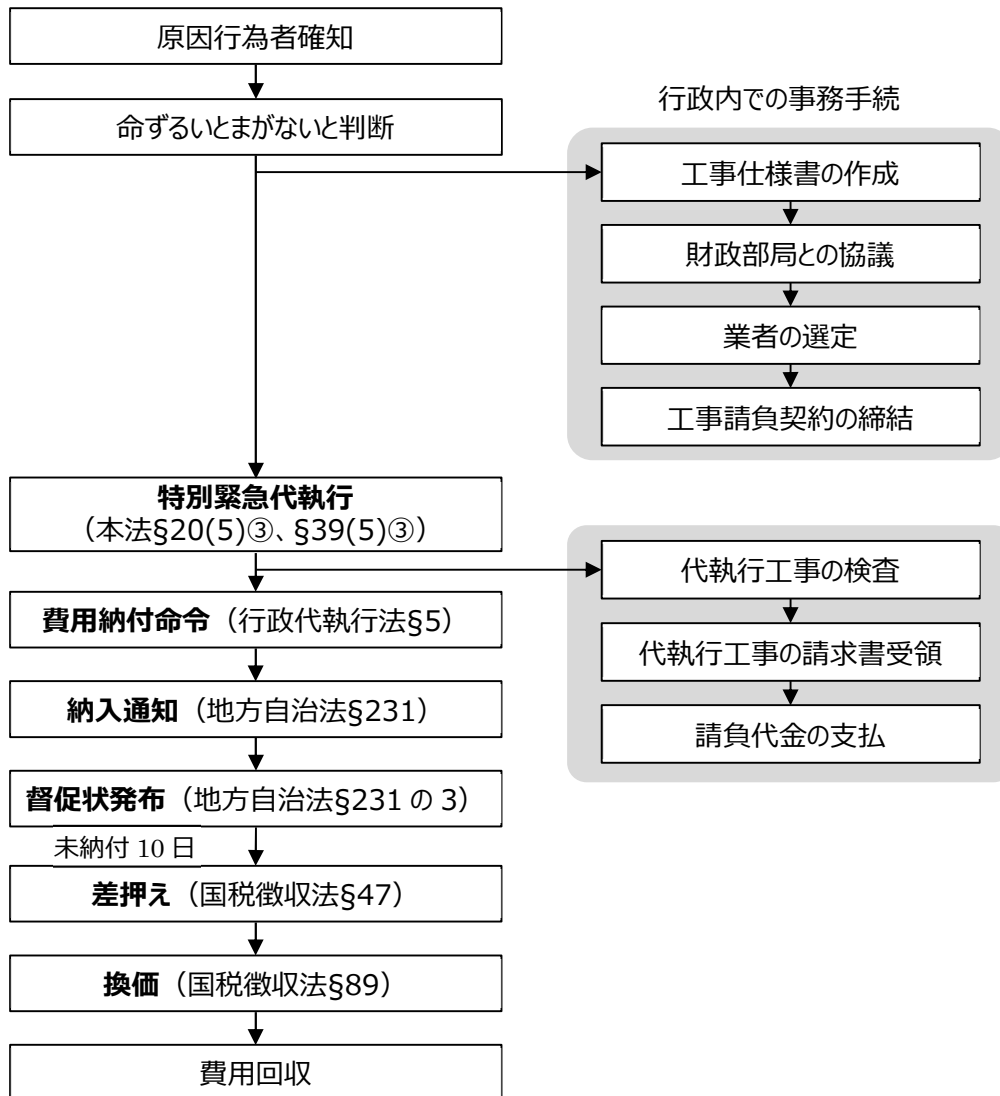 原因行為者確知
命ずるいとまがないと判断
行政内での事務手続
工事仕様書の作成
財政部局との協議
業者の選定
工事請負契約の締結
特別緊急代執行
（本法§20(5)③、§39(5)③）
代執行工事の検査
費用納付命令（行政代執行法§5）
代執行工事の請求書受領
納入通知（地方自治法§231）
請負代金の支払
督促状発布（地方自治法§231 の 3）
未納付 10 日
差押え（国税徴収法§47）
換価（国税徴収法§89）
費用回収